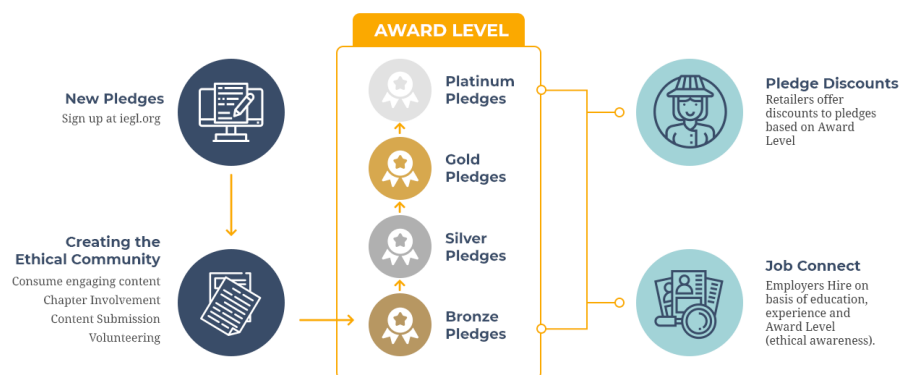 AWARD LEVEL
New Pledges
Sign up at iegl.org
Creating the
Ethical Community
Consume engaging content
Chapter Involvement
Content Submission
Volunteering
Platinum
Pledges
Gold
Pledges
Silver
Pledges
Bronze
Pledges
Pledge Discounts
Retailers offer
discounts to pledges
based on Award
Level
Job Connect
Employers Hire on
basis of education,
experience and
Award Level
(ethical awareness).